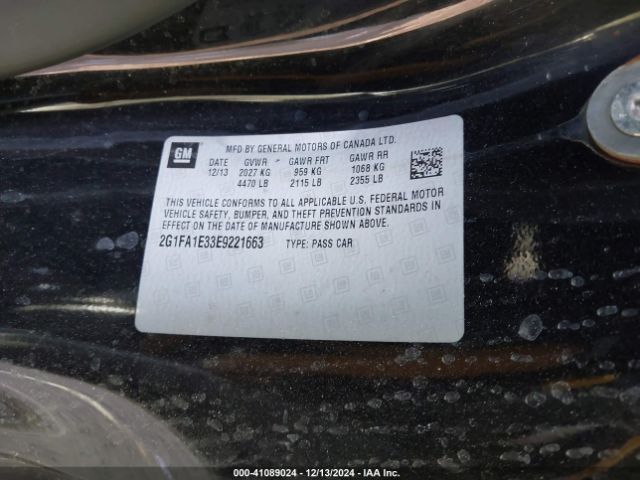 GM
MFD BY GENERAL MOTORS OF CANADA LTD.
DATE GVWR GAWR FRT GAWR RR
12/13 2027 KG 959 KG 1068 KG
4470 LB 2115 LB 2355 LB
THIS VEHICLE CONFORMS TO ALL APPLICABLE U.S. FEDERAL MOTOR
VEHICLE SAFETY, BUMPER, AND THEFT PREVENTION STANDARDS IN
EFFECT ON THE DATE OF MANUFACTURE SHOWN ABOVE.
2G1FA1E33E9221663 TYPE: PASS CAR
000-41089024 - 12/13/2024 - IAA Inc.